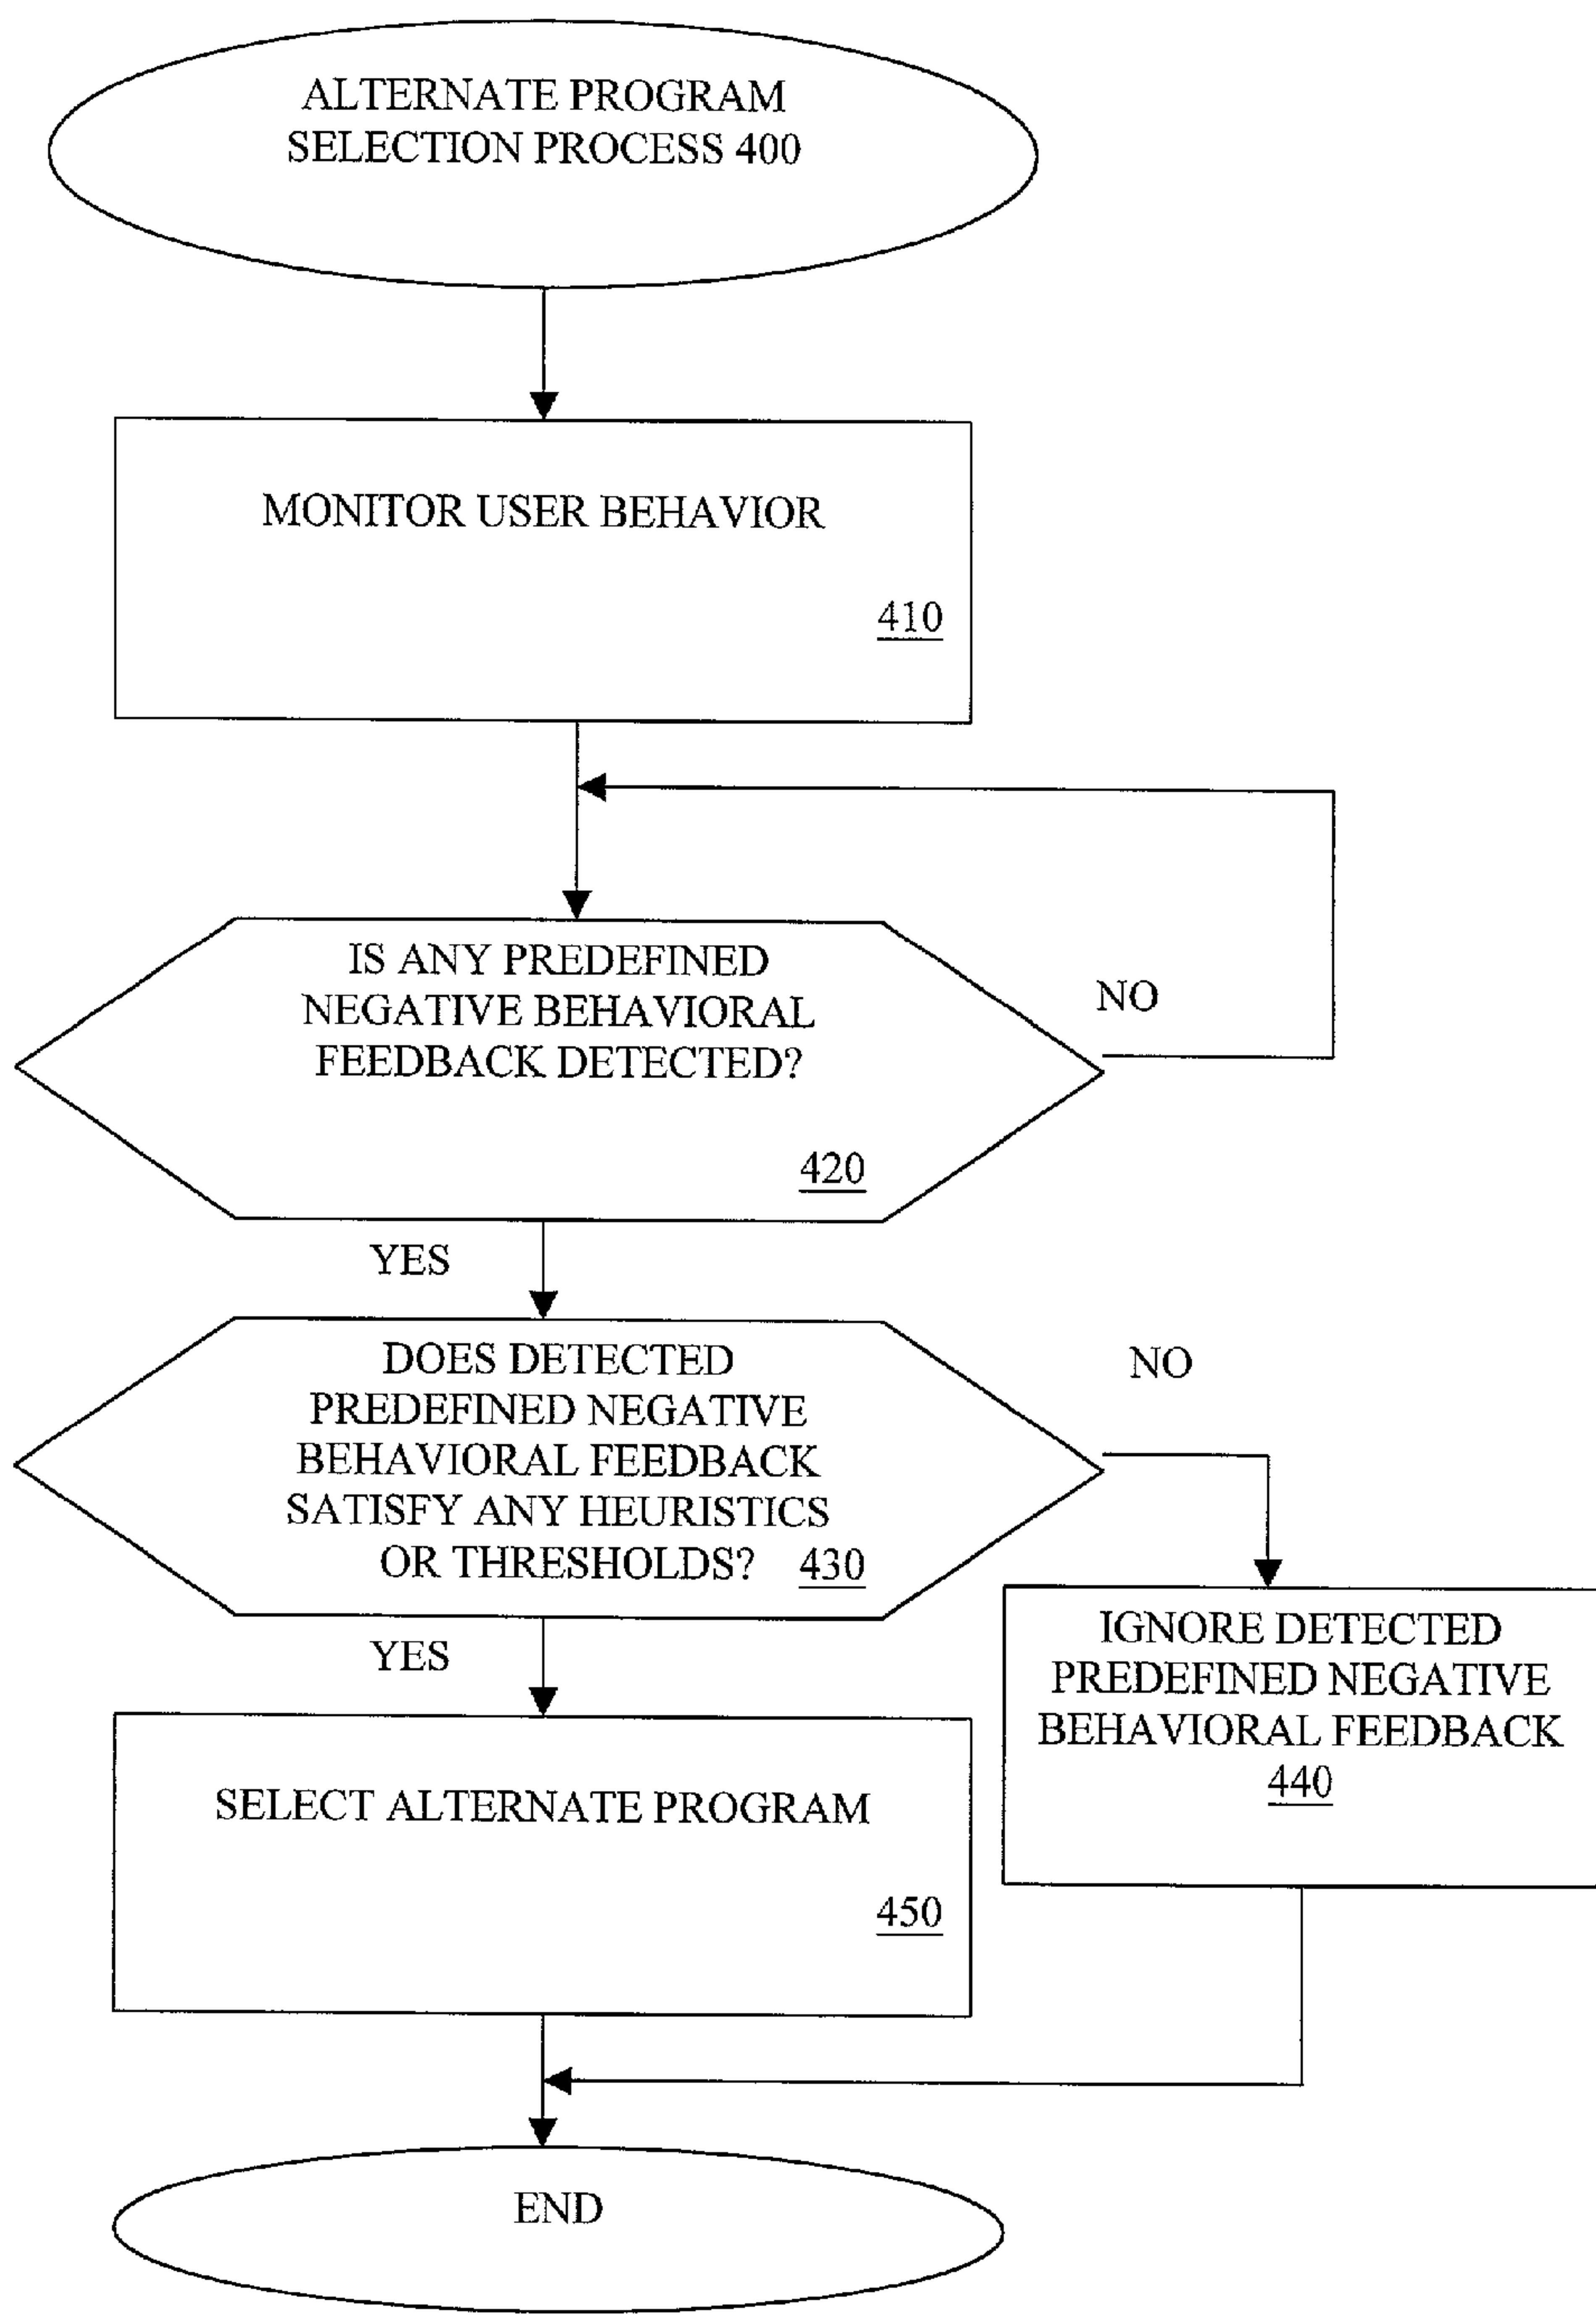 ALTERNATE PROGRAM
SELECTION PROCESS 400
MONITOR USER BEHAVIOR
410
IS ANY PREDEFINED
NEGATIVE BEHAVIORAL
FEEDBACK DETECTED?
420
NO
YES
DOES DETECTED
PREDEFINED NEGATIVE
BEHAVIORAL FEEDBACK
SATISFY ANY HEURISTICS
OR THRESHOLDS? 430
NO
YES
IGNORE DETECTED
PREDEFINED NEGATIVE
BEHAVIORAL FEEDBACK
440
SELECT ALTERNATE PROGRAM
450
END